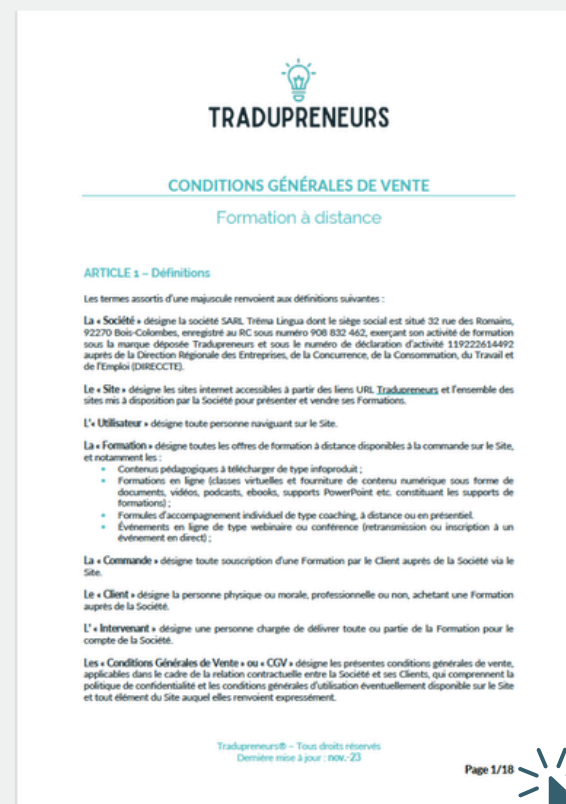 TRADUPRENEURS
CONDITIONS GÉNÉRALES DE VENTE
Formation à distance
ARTICLE 1 – Définitions
Les termes assortis d'une majuscule renvoient aux définitions suivantes :
La « Société » désigne la société SARL Tréma Lingua dont le siège social est situé 32 rue des Romains,
92270 Bois-Colombes, enregistré au RC sous numéro 908 832 462, exerçant son activité de formation
sous la marque déposée Tradupreneurs et sous le numéro de déclaration d'activité 119222614492
auprès de la Direction Régionale des Entreprises, de la Concurrence, de la Consommation, du Travail et
de l'Emploi (DIRECCTE).
Le « Site » désigne les sites internet accessibles à partir des liens URL Tradupreneurs et l'ensemble des
sites mis à disposition par la Société pour présenter et vendre ses Formations.
L'« Utilisateur » désigne toute personne naviguant sur le Site.
La « Formation » désigne toutes les offres de formation à distance disponibles à la commande sur le Site,
et notamment les :
• Contenus pédagogiques à télécharger de type infoproduit ;
• Formations en ligne (classes virtuelles et fourniture de contenu numérique sous forme de
documents, vidéos, podcasts, ebooks, supports PowerPoint etc. constituant les supports de
formations) ;
• Formules d'accompagnement individuel de type coaching, à distance ou en présentiel.
• Événements en ligne de type webinaire ou conférence (retransmission ou inscription à un
événement en direct) ;
La « Commande » désigne toute souscription d'une Formation par le Client auprès de la Société via le
Site.
Le « Client » désigne la personne physique ou morale, professionnelle ou non, achetant une Formation
auprès de la Société.
L' « Intervenant » désigne une personne chargée de délivrer toute ou partie de la Formation pour le
compte de la Société.
Les « Conditions Générales de Vente » ou « CGV » désigne les présentes conditions générales de vente,
applicables dans le cadre de la relation contractuelle entre la Société et ses Clients, qui comprennent la
politique de confidentialité et les conditions générales d'utilisation éventuellement disponible sur le Site
et tout élément du Site auquel elles renvoient expressément.
Tradupreneurs® – Tous droits réservés
Dernière mise à jour : nov.-23
Page 1/18